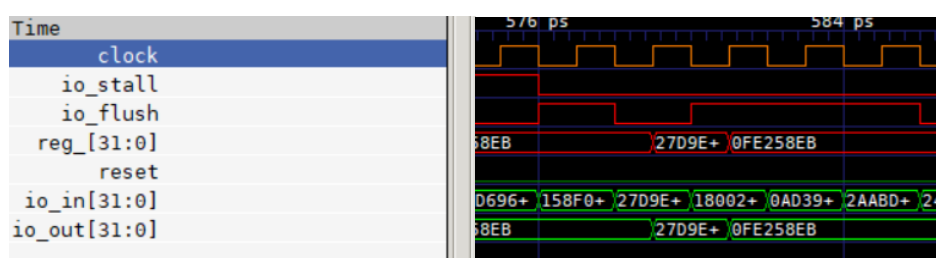 Time 576 ps 584 ps
clock
io_stall
io_flush
reg_[31:0] 58EB 27D9E+ 0FE258EB
reset
io_in[31:0] D696+ 158F0+ 27D9E+ 18002+ 0AD39+ 2AABD+ 24
io_out[31:0] 58EB 27D9E+ 0FE258EB